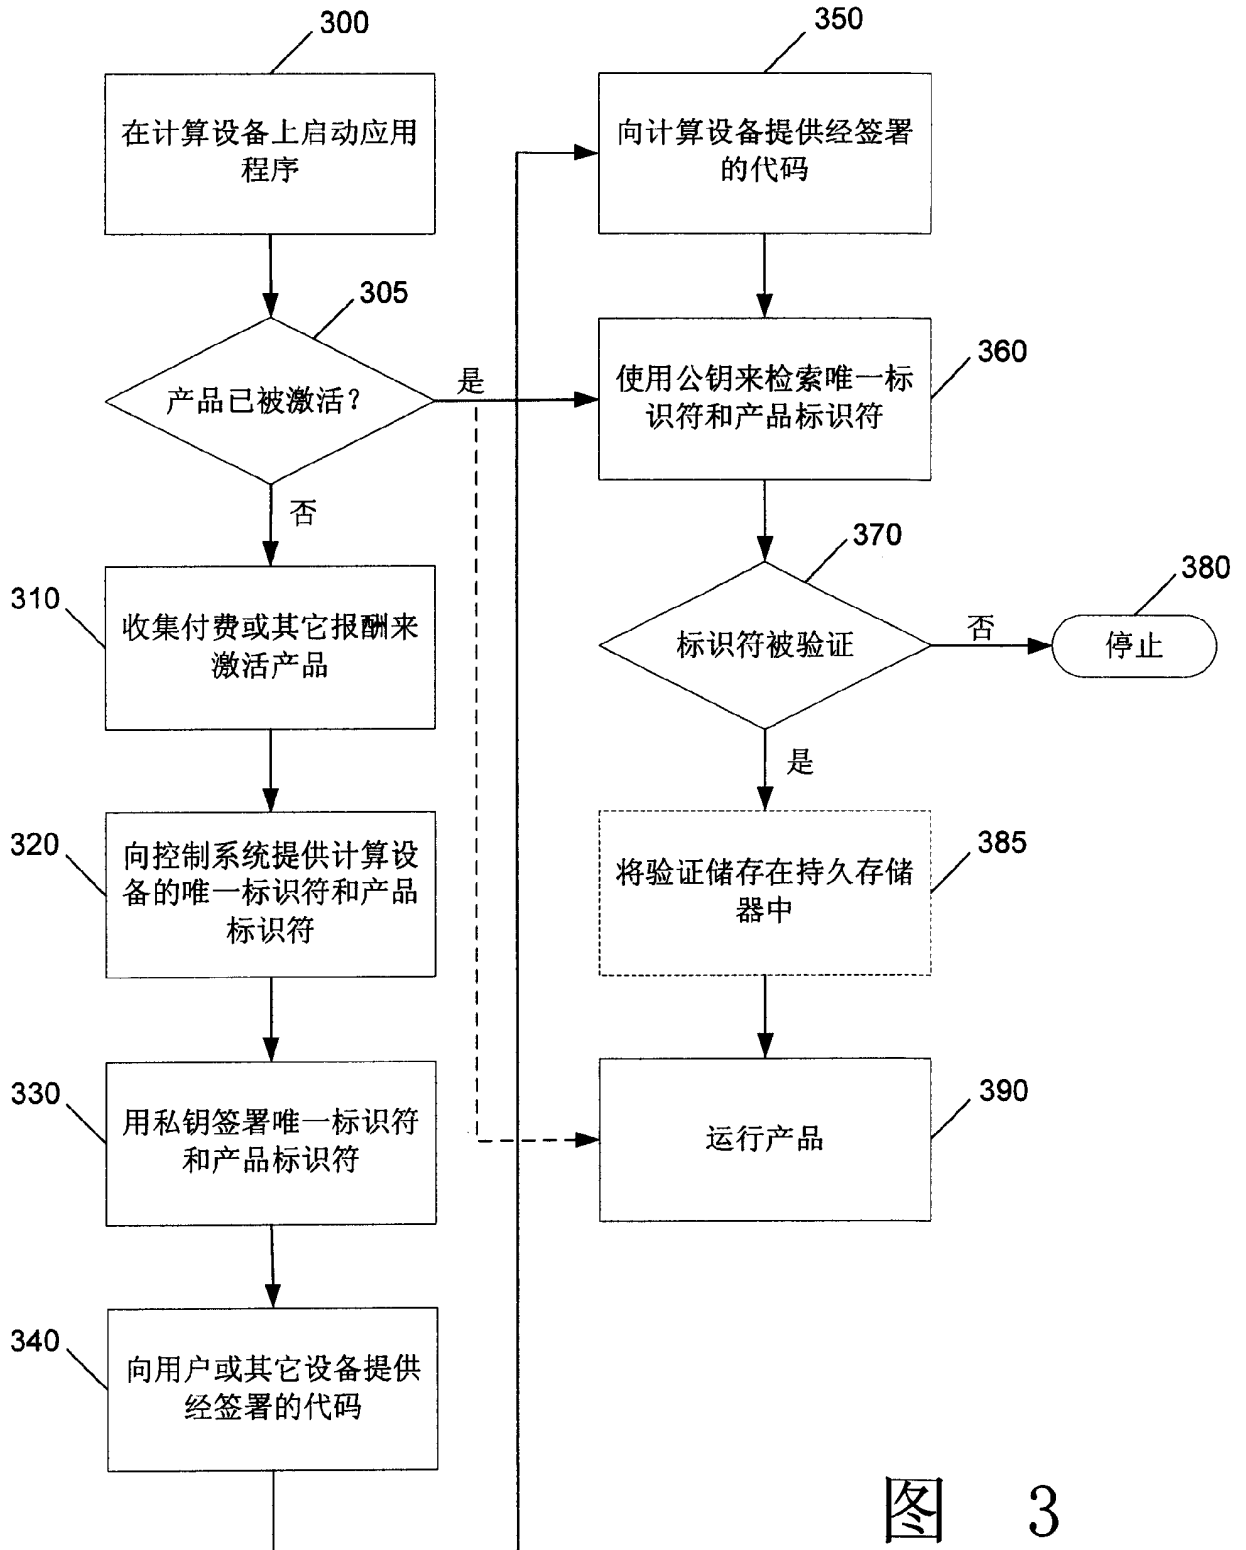 300
在计算设备上启动应用
程序
305
产品已被激活?
是
否
310
收集付费或其它报酬来
激活产品
320
向控制系统提供计算设
备的唯一标识符和产品
标识符
330
用私钥签署唯一标识符
和产品标识符
340
向用户或其它设备提供
经签署的代码
350
向计算设备提供经签署
的代码
360
使用公钥来检索唯一标
识符和产品标识符
370
标识符被验证
否
380
停止
是
385
将验证储存在持久存储
器中
390
运行产品
图 3